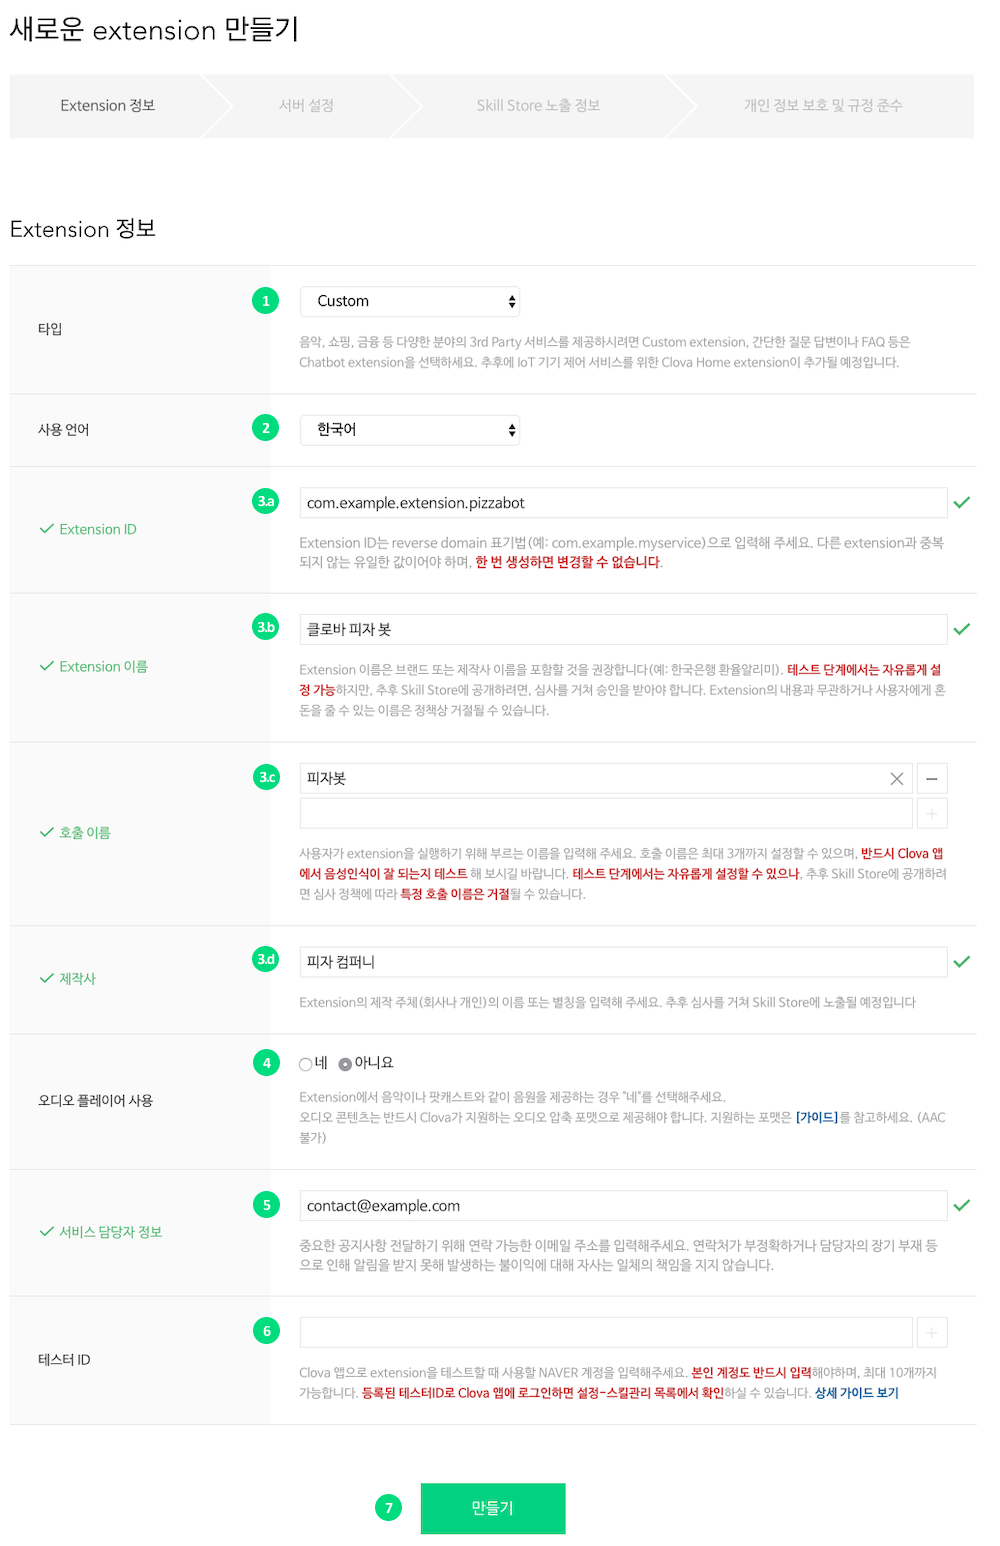 새로운 extension 만들기
Extension 정보
서버 설정
Skill Store 노출 정보
개인 정보 보호 및 규정 준수
Extension 정보
타입
1
Custom
음악, 쇼핑, 금융 등 다양한 분야의 3rd Party 서비스를 제공하시려면 Custom extension, 간단한 질문 답변이나 FAQ 등은
Chatbot extension을 선택하세요. 추후에 IoT 기기 제어 서비스를 위한 Clova Home extension이 추가될 예정입니다.
사용 언어
2
한국어
Extension ID
3.a
com.example.extension.pizzabot
Extension ID는 reverse domain 표기법(예: com.example.myservice)으로 입력해 주세요. 다른 extension과 중복
되지 않는 유일한 값이어야 하며, 한 번 생성하면 변경할 수 없습니다.
Extension 이름
3.b
클로바 피자 봇
Extension 이름은 브랜드 또는 제작사 이름을 포함할 것을 권장합니다(예: 한국은행 환율알리미). 테스트 단계에서는 자유롭게 설
정 가능하지만, 추후 Skill Store에 공개하려면, 심사를 거쳐 승인을 받아야 합니다. Extension의 내용과 무관하거나 사용자에게 혼
돈을 줄 수 있는 이름은 정책상 거절될 수 있습니다.
호출 이름
3.c
피자봇
사용자가 extension을 실행하기 위해 부르는 이름을 입력해 주세요. 호출 이름은 최대 3개까지 설정할 수 있으며, 반드시 Clova 앱
에서 음성인식이 잘 되는지 테스트 해 보시길 바랍니다. 테스트 단계에서는 자유롭게 설정할 수 있으나, 추후 Skill Store에 공개하려
면 심사 정책에 따라 특정 호출 이름은 거절될 수 있습니다.
제작사
3.d
피자 컴퍼니
Extension의 제작 주체(회사나 개인)의 이름 또는 별칭을 입력해 주세요. 추후 심사를 거쳐 Skill Store에 노출될 예정입니다
오디오 플레이어 사용
4
네 아니요
Extension에서 음악이나 팟캐스트와 같이 음원을 제공하는 경우 "네"를 선택해주세요.
오디오 콘텐츠는 반드시 Clova가 지원하는 오디오 압축 포맷으로 제공해야 합니다. 지원하는 포맷은 [가이드]를 참고하세요. (AAC
불가)
서비스 담당자 정보
5
contact@example.com
중요한 공지사항 전달하기 위해 연락 가능한 이메일 주소를 입력해주세요. 연락처가 부정확하거나 담당자의 장기 부재 등
으로 인해 알림을 받지 못해 발생하는 불이익에 대해 자사는 일체의 책임을 지지 않습니다.
테스터 ID
6
Clova 앱으로 extension을 테스트할 때 사용할 NAVER 계정을 입력해주세요. 본인 계정도 반드시 입력해야하며, 최대 10개까지
가능합니다. 등록된 테스터ID로 Clova 앱에 로그인하면 설정-스킬관리 목록에서 확인하실 수 있습니다. 상세 가이드 보기
7
만들기